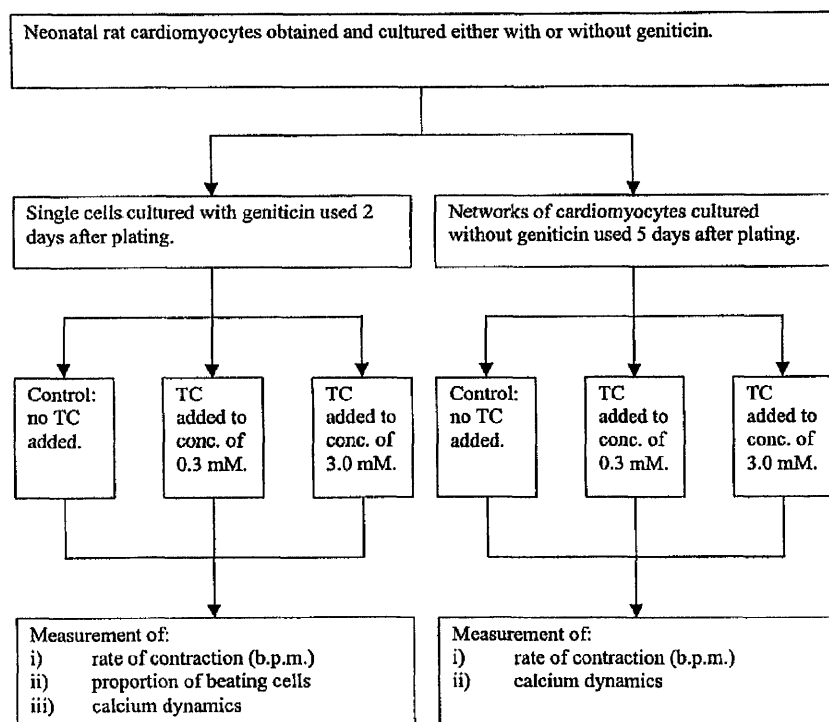 Neonatal rat cardiomyocytes obtained and cultured either with or without geniticin.
Single cells cultured with geniticin used 2
days after plating.
Networks of cardiomyocytes cultured
without geniticin used 5 days after plating.
Control:
no TC
added.
TC
added to
conc. of
0.3 mM.
TC
added to
conc. of
3.0 mM.
Control:
no TC
added.
TC
added to
conc. of
0.3 mM.
TC
added to
conc. of
3.0 mM.
Measurement of:
i) rate of contraction (b.p.m.)
ii) proportion of beating cells
iii) calcium dynamics
Measurement of:
i) rate of contraction (b.p.m.)
ii) calcium dynamics